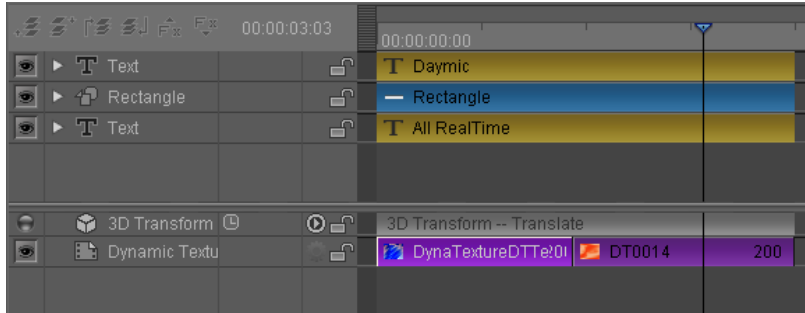 00:00:03:03
00:00:00:00
T Text T Daymic
Rectangle Rectangle
T Text T All RealTime
3D Transform 3D Transform -- Translate
Dynamic Textu DT0014 200